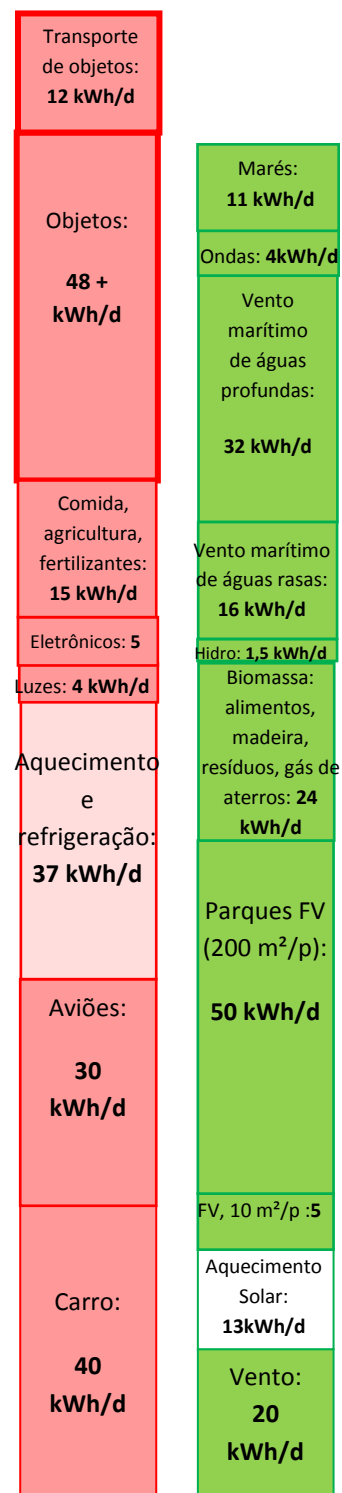 Transporte
de objetos:
12 kWh/d
Objetos:
48 +
kWh/d
Comida,
agricultura,
fertilizantes:
15 kWh/d
Eletrônicos: 5
Luzes: 4 kWh/d
Aquecimento
e
refrigeração:
37 kWh/d
Aviões:
30
kWh/d
Carro:
40
kWh/d
Marés:
11 kWh/d
Ondas: 4kWh/d
Vento
marítimo
de águas
profundas:
32 kWh/d
Vento marítimo
de águas rasas:
16 kWh/d
Hidro: 1,5 kWh/d
Biomassa:
alimentos,
madeira,
resíduos, gás de
aterros: 24
kWh/d
Parques FV
(200 m²/p):
50 kWh/d
FV, 10 m²/p :5
Aquecimento
Solar:
13kWh/d
Vento:
20
kWh/d